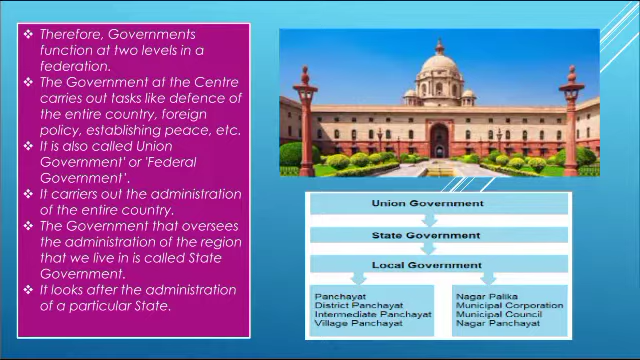 ❖ Therefore, Governments
function at two levels in a
federation.
❖ The Government at the Centre
carries out tasks like defence of
the entire country, foreign
policy, establishing peace, etc.
❖ It is also called Union
Government' or 'Federal
Government'.
❖ It carriers out the administration
of the entire country.
❖ The Government that oversees
the administration of the region
that we live in is called State
Government.
❖ It looks after the administration
of a particular State.
Union Government
State Government
Local Government
Panchayat
District Panchayat
Intermediate Panchayat
Village Panchayat
Nagar Palika
Municipal Corporation
Municipal Council
Nagar Panchayat